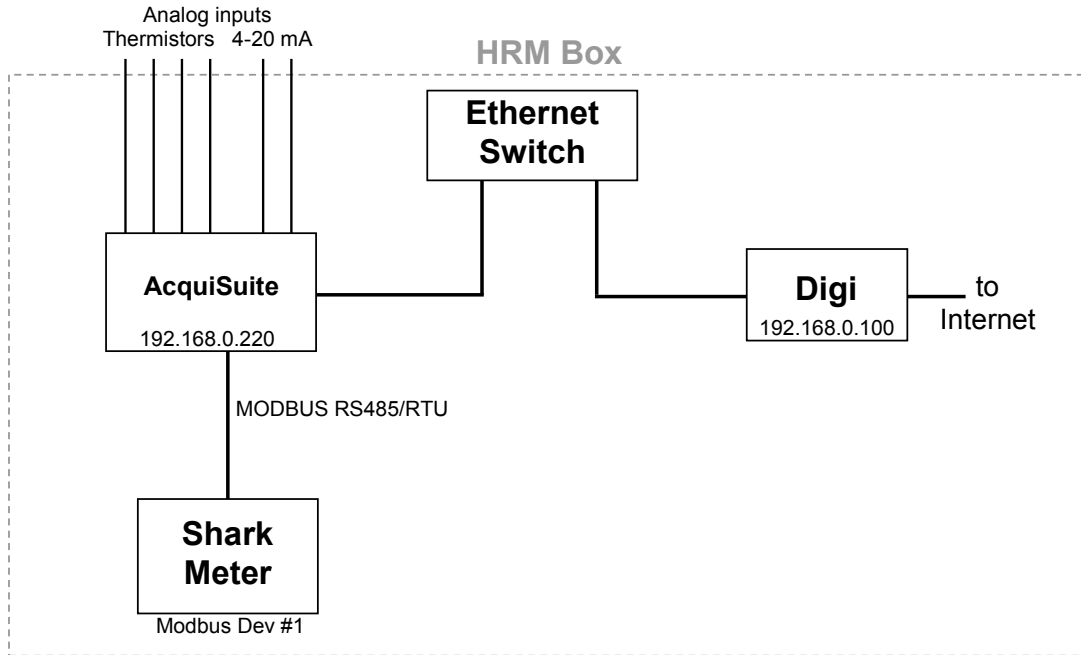 Analog inputs
Thermistors 4-20 mA
HRM Box
Ethernet
Switch
AcquiSuite
192.168.0.220
Digi
192.168.0.100
to
Internet
MODBUS RS485/RTU
Shark
Meter
Modbus Dev #1